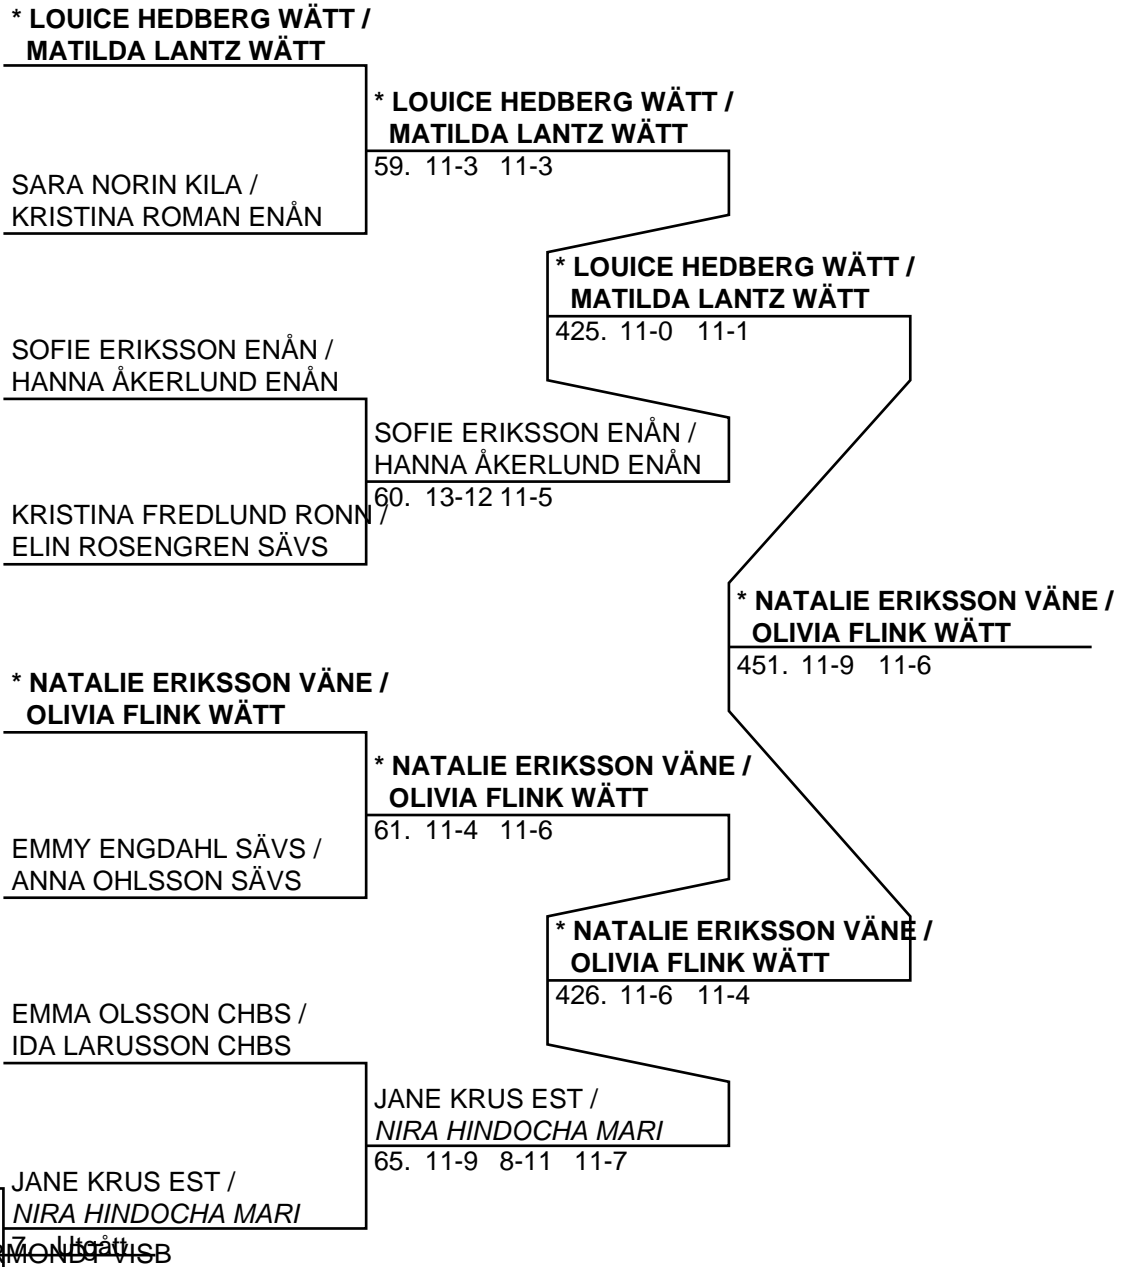 * LOUICE HEDBERG WÄTT /
MATILDA LANTZ WÄTT
* LOUICE HEDBERG WÄTT /
MATILDA LANTZ WÄTT
59. 11-3 11-3
SARA NORIN KILA /
KRISTINA ROMAN ENÅN
* LOUICE HEDBERG WÄTT /
MATILDA LANTZ WÄTT
425. 11-0 11-1
SOFIE ERIKSSON ENÅN /
HANNA ÅKERLUND ENÅN
SOFIE ERIKSSON ENÅN /
HANNA ÅKERLUND ENÅN
60. 13-12 11-5
KRISTINA FREDLUND RONN /
ELIN ROSENGREN SÄVS
* NATALIE ERIKSSON VÄNE /
OLIVIA FLINK WÄTT
451. 11-9 11-6
* NATALIE ERIKSSON VÄNE /
OLIVIA FLINK WÄTT
* NATALIE ERIKSSON VÄNE /
OLIVIA FLINK WÄTT
61. 11-4 11-6
EMMY ENGDAHL SÄVS /
ANNA OHLSSON SÄVS
* NATALIE ERIKSSON VÄNE /
OLIVIA FLINK WÄTT
426. 11-6 11-4
EMMA OLSSON CHBS /
IDA LARUSSON CHBS
JANE KRUS EST /
NIRA HINDOCHA MARI
65. 11-9 8-11 11-7
JANE KRUS EST /
NIRA HINDOCHA MARI
7. Utgått
VISB